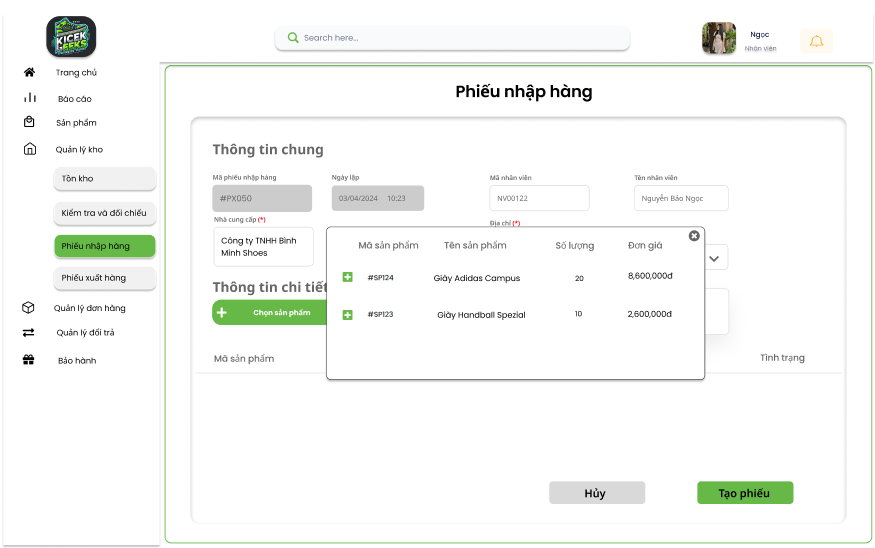 KICEK
GEEKS
Search here...
Ngọc
Nhân viên
Trang chủ
Báo cáo
Sản phẩm
Quản lý kho
Tồn kho
Kiểm tra và đối chiếu
Phiếu nhập hàng
Phiếu xuất hàng
Quản lý đơn hàng
Quản lý đổi trả
Bảo hành
Phiếu nhập hàng
Thông tin chung
Mã phiếu nhập hàng
Ngày lập
Mã nhân viên
Tên nhân viên
#PX050
03/04/2024 10:23
NV00122
Nguyễn Bảo Ngọc
Nhà cung cấp (*)
Địa chỉ (*)
Công ty TNHH Bình
Minh Shoes
Thông tin chi tiết
Chọn sản phẩm
Mã sản phẩm
Tình trạng
Mã sản phẩm Tên sản phẩm Số lượng Đơn giá
#SP124 Giày Adidas Campus 20 8,600,000đ
#SP123 Giày Handball Spezial 10 2,600,000đ
Hủy
Tạo phiếu